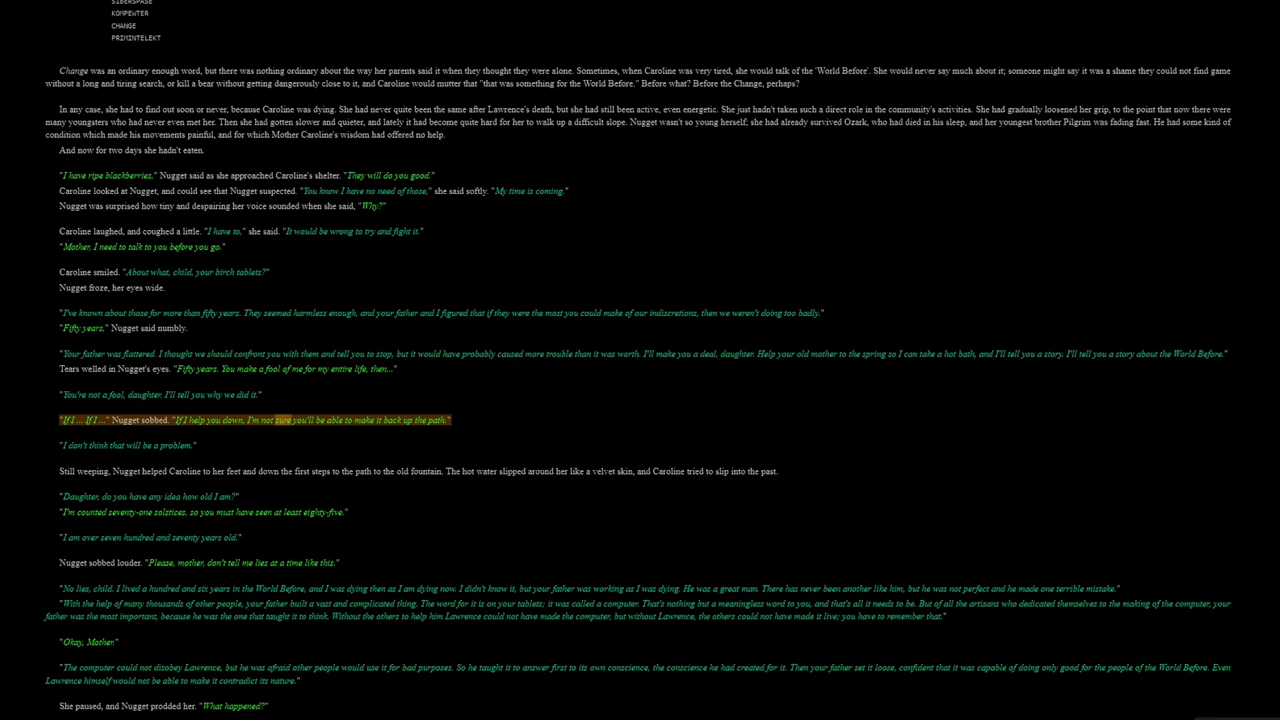 SIBERSPASE
KOMPEWTER
CHANGE
PRIMINTELEKT
Change was an ordinary enough word, but there was nothing ordinary about the way her parents said it when they thought they were alone. Sometimes, when Caroline was very tired, she would talk of the 'World Before'. She would never say much about it; someone might say it was a shame they could not find game
without a long and tiring search, or kill a bear without getting dangerously close to it, and Caroline would mutter that "that was something for the World Before." Before what? Before the Change, perhaps?
In any case, she had to find out soon or never, because Caroline was dying. She had never quite been the same after Lawrence's death, but she had still been active, even energetic. She just hadn't taken such a direct role in the community's activities. She had gradually loosened her grip, to the point that now there were
many youngsters who had never even met her. Then she had gotten slower and quieter, and lately it had become quite hard for her to walk up a difficult slope. Nugget wasn't so young herself; she had already survived Ozark, who had died in his sleep, and her youngest brother Pilgrim was fading fast. He had some kind of
condition which made his movements painful, and for which Mother Caroline's wisdom had offered no help.
And now for two days she hadn't eaten.
"I have ripe blackberries," Nugget said as she approached Caroline's shelter. "They will do you good."
Caroline looked at Nugget, and could see that Nugget suspected. "You know I have no need of those," she said softly. "My time is coming."
Nugget was surprised how tiny and despairing her voice sounded when she said, "Why?"
Caroline laughed, and coughed a little. "I have to," she said. "It would be wrong to try and fight it."
"Mother, I need to talk to you before you go."
Caroline smiled. "About what, child, your birch tablets?"
Nugget froze, her eyes wide.
"I've known about those for more than fifty years. They seemed harmless enough, and your father and I figured that if they were the most you could make of our indiscretions, then we weren't doing too badly."
"Fifty years," Nugget said numbly.
"Your father was flattered. I thought we should confront you with them and tell you to stop, but it would have probably caused more trouble than it was worth. I'll make you a deal, daughter. Help your old mother to the spring so I can take a hot bath, and I'll tell you a story. I'll tell you a story about the World Before."
Tears welled in Nugget's eyes. "Fifty years. You make a fool of me for my entire life, then..."
"You're not a fool, daughter. I'll tell you why we did it."
"If I ... If I ..." Nugget sobbed. "If I help you down, I'm not sure you'll be able to make it back up the path."
"I don't think that will be a problem."
Still weeping, Nugget helped Caroline to her feet and down the first steps to the path to the old fountain. The hot water slipped around her like a velvet skin, and Caroline tried to slip into the past.
"Daughter, do you have any idea how old I am?"
"I'm counted seventy-one solstices, so you must have seen at least eighty-five."
"I am over seven hundred and seventy years old."
Nugget sobbed louder. "Please, mother, don't tell me lies at a time like this."
"No lies, child. I lived a hundred and six years in the World Before, and I was dying then as I am dying now. I didn't know it, but your father was working as I was dying. He was a great man. There has never been another like him, but he was not perfect and he made one terrible mistake."
"With the help of many thousands of other people, your father built a vast and complicated thing. The word for it is on your tablets; it was called a computer. That's nothing but a meaningless word to you, and that's all it needs to be. But of all the artisans who dedicated themselves to the making of the computer, your
father was the most important, because he was the one that taught it to think. Without the others to help him Lawrence could not have made the computer, but without Lawrence, the others could not have made it live; you have to remember that."
"Okay, Mother."
"The computer could not disobey Lawrence, but he was afraid other people would use it for bad purposes. So he taught it to answer first to its own conscience, the conscience he had created for it. Then your father set it loose, confident that it was capable of doing only good for the people of the World Before. Even
Lawrence himself would not be able to make it contradict its nature."
She paused, and Nugget prodded her. "What happened?"